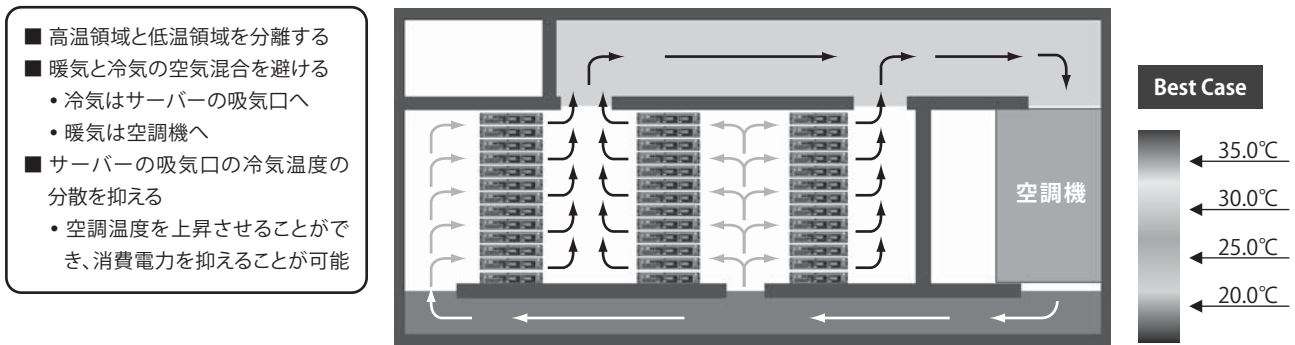 ■ 高温領域と低温領域を分離する
■ 暖気と冷気の空気混合を避ける
• 冷気はサーバーの吸気口へ
• 暖気は空調機へ
■ サーバーの吸気口の冷気温度の
分散を抑える
• 空調温度を上昇させることがで
き、消費電力を抑えることが可能
空調機
Best Case
35.0℃
30.0℃
25.0℃
20.0℃